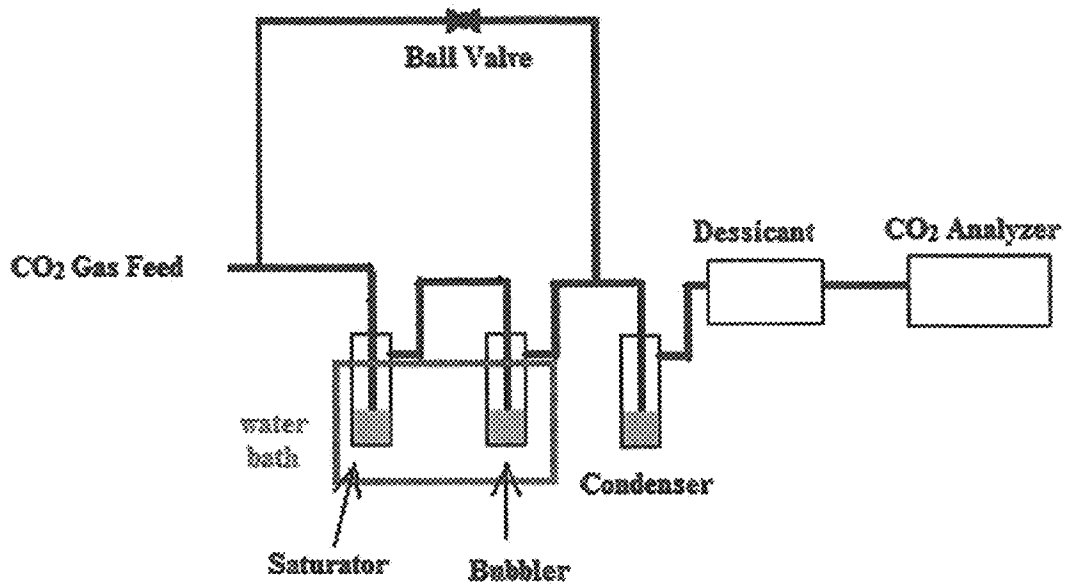 Ball Valve
Dessicant
CO₂ Analyzer
CO₂ Gas Feed
water
bath
Condenser
Saturator
Bubbler